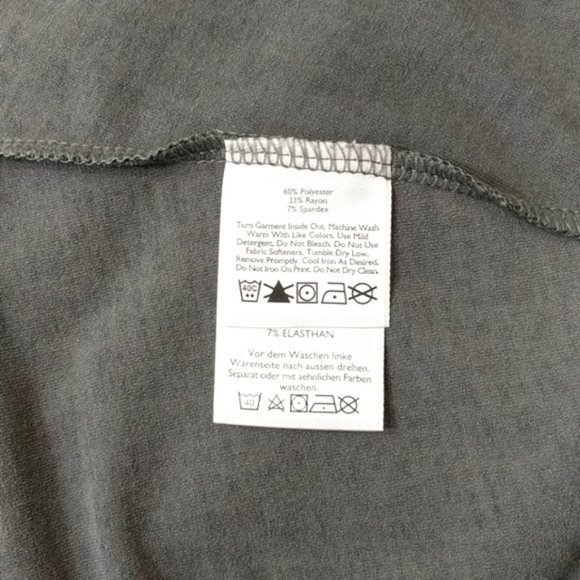 60% Polyester
33% Rayon
7% Spandex
Turn Garment Inside Out. Machine Wash
Warm With Like Colors. Use Mild
Detergent. Do Not Bleach. Do Not Use
Fabric Softeners. Tumble Dry Low.
Remove Promptly. Cool Iron As Desired.
Do Not Iron On Print. Do Not Dry Clean.
40C
7% ELASTHAN
Vor dem Waschen linke
Warenseite nach aussen drehen.
Separat oder mit aehnlichen Farben
waschen.
40